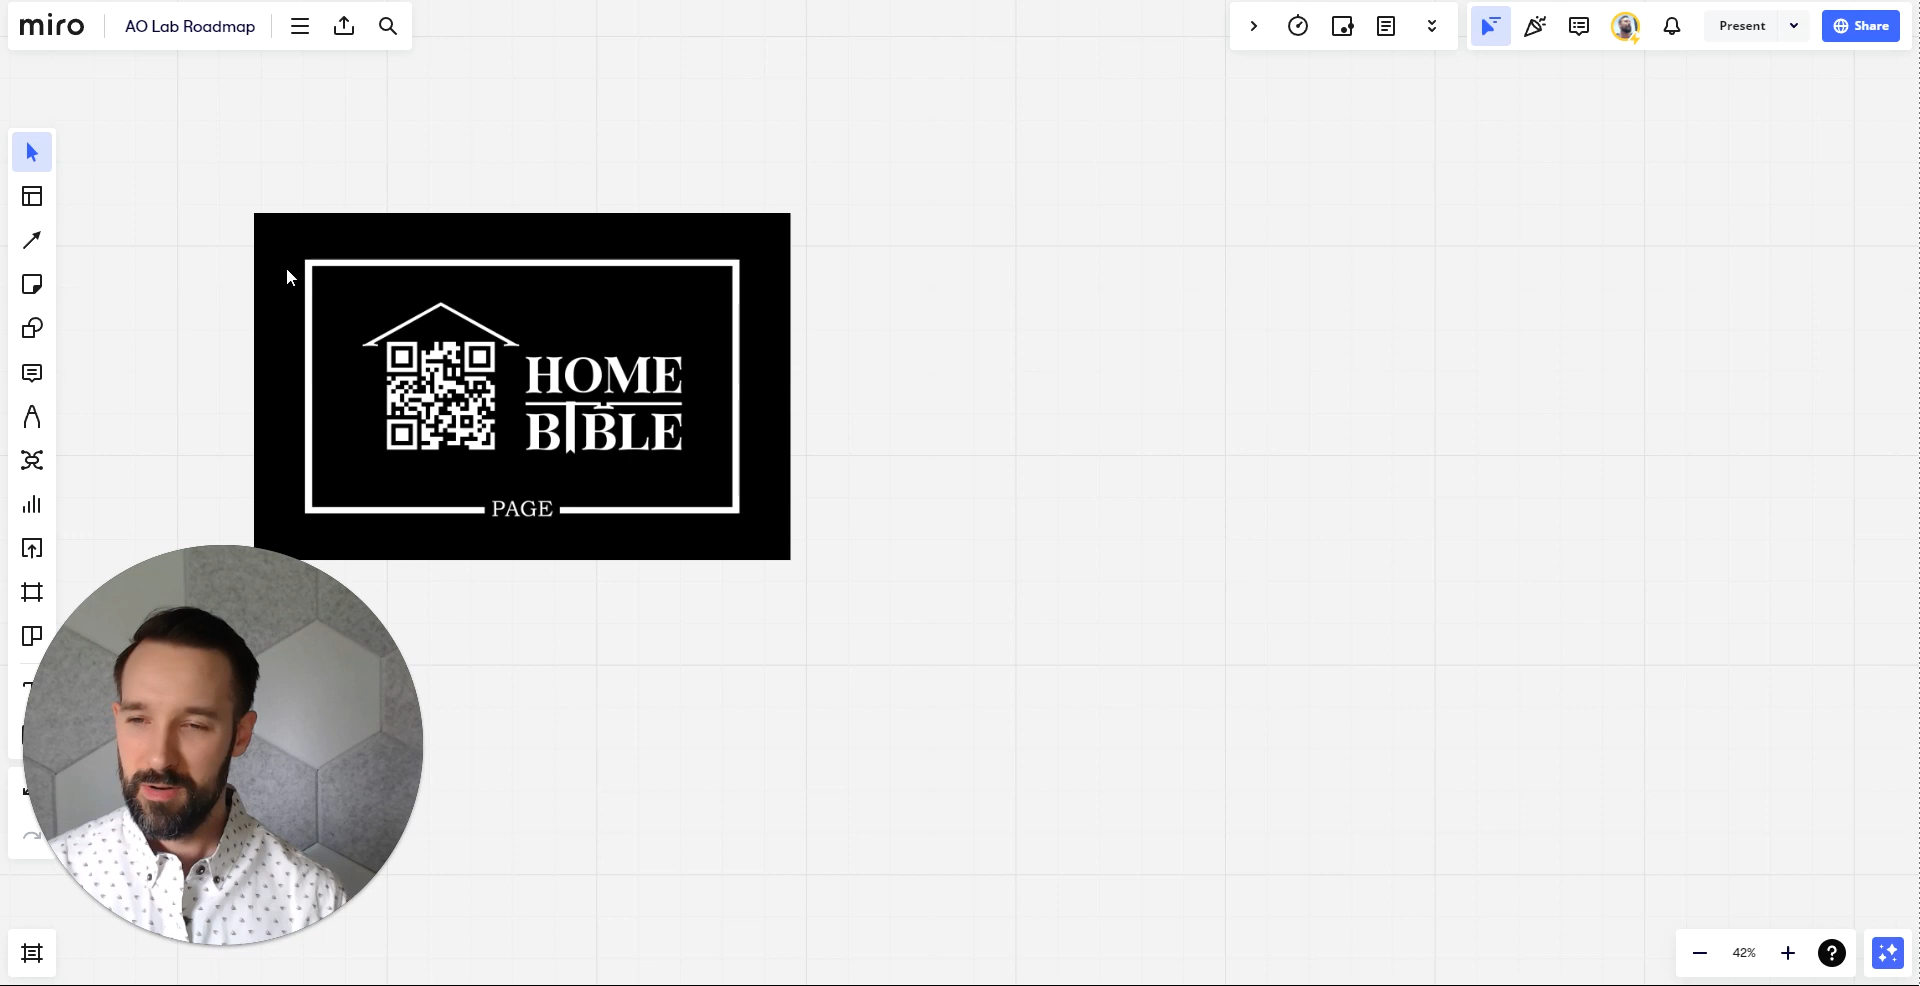 miro
AO Lab Roadmap
Present
Share
HOME
BIBLE
PAGE
42%
?